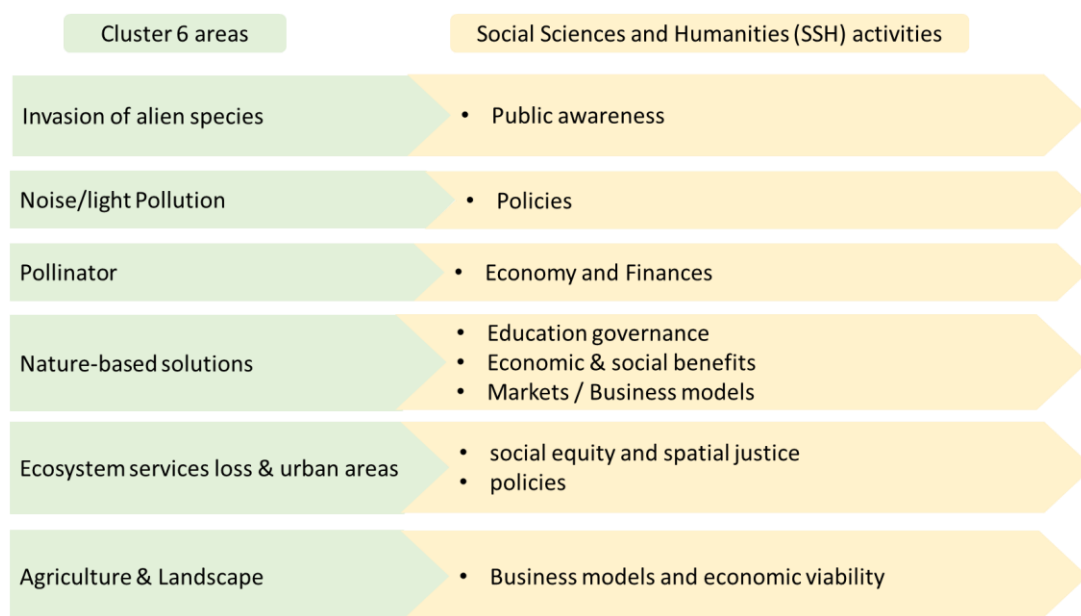 Cluster 6 areas
Social Sciences and Humanities (SSH) activities
Invasion of alien species
• Public awareness
Noise/light Pollution
• Policies
Pollinator
• Economy and Finances
Nature-based solutions
• Education governance
• Economic & social benefits
• Markets / Business models
Ecosystem services loss & urban areas
• social equity and spatial justice
• policies
Agriculture & Landscape
• Business models and economic viability